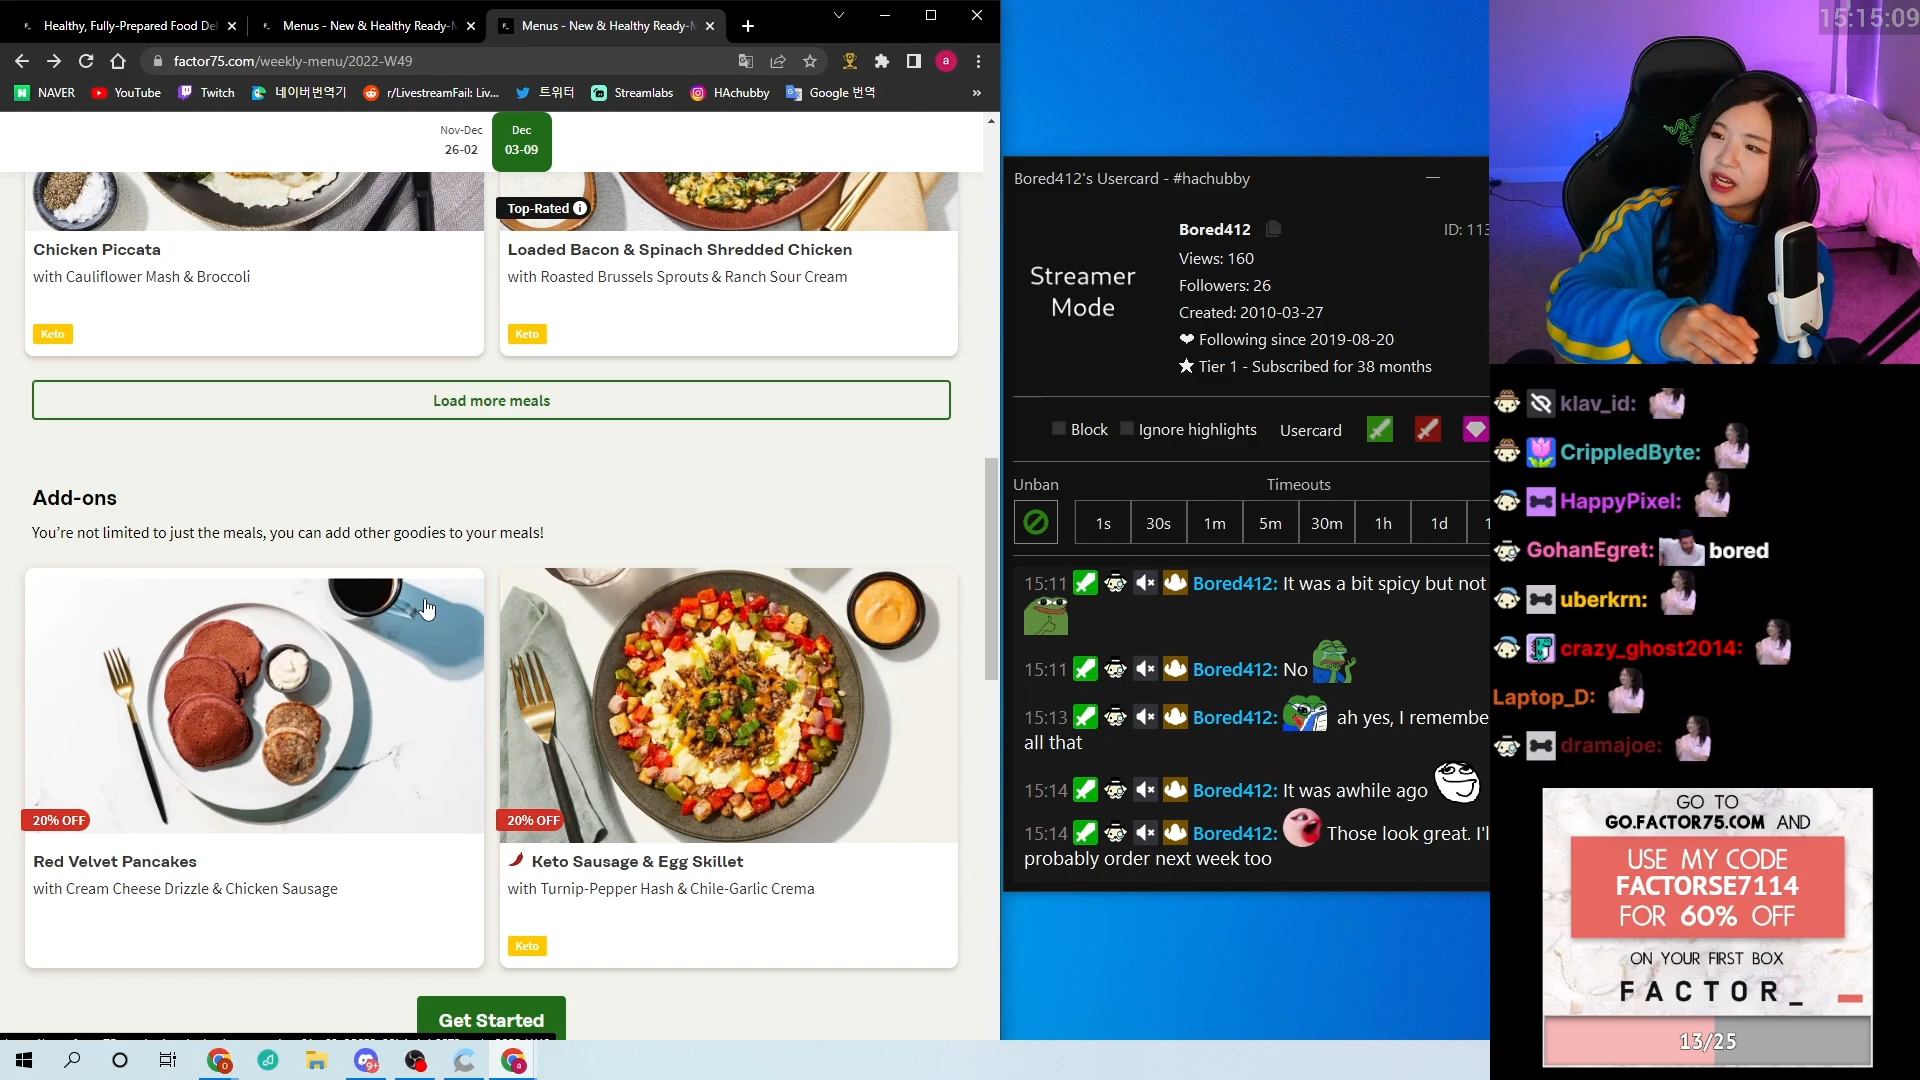 Healthy, Fully-Prepared Food Del
Menus - New & Healthy Ready-M
Menus - New & Healthy Ready-M
factor75.com/weekly-menu/2022-W49
a
NAVER
YouTube
Twitch
네이버번역기
r/LivestreamFail: Liv...
트위터
Streamlabs
HAchubby
Google 번역
»
Nov-Dec
26-02
Dec
03-09
Top-Rated
Chicken Piccata
with Cauliflower Mash & Broccoli
Keto
Loaded Bacon & Spinach Shredded Chicken
with Roasted Brussels Sprouts & Ranch Sour Cream
Keto
Load more meals
Add-ons
You're not limited to just the meals, you can add other goodies to your meals!
20% OFF
Red Velvet Pancakes
with Cream Cheese Drizzle & Chicken Sausage
20% OFF
Keto Sausage & Egg Skillet
with Turnip-Pepper Hash & Chile-Garlic Crema
Keto
Get Started
Bored412's Usercard - #hachubby
Streamer
Mode
Bored412
ID: 113
Views: 160
Followers: 26
Created: 2010-03-27
Following since 2019-08-20
Tier 1 - Subscribed for 38 months
Block
Ignore highlights
Usercard
Unban
Timeouts
1s
30s
1m
5m
30m
1h
1d
1
15:11 Bored412: It was a bit spicy but not
15:11 Bored412: No
15:13 Bored412: ah yes, I remembe
all that
15:14 Bored412: It was awhile ago
15:14 Bored412: Those look great. I'l
probably order next week too
15:15:09
klav_id:
CrippledByte:
HappyPixel:
GohanEgret: bored
uberkrn:
crazy_ghost2014:
Laptop_D:
dramajoe:
GO TO
GO.FACTOR75.COM AND
USE MY CODE
FACTORSE7114
FOR 60% OFF
ON YOUR FIRST BOX
FACTOR_
13/25
9+